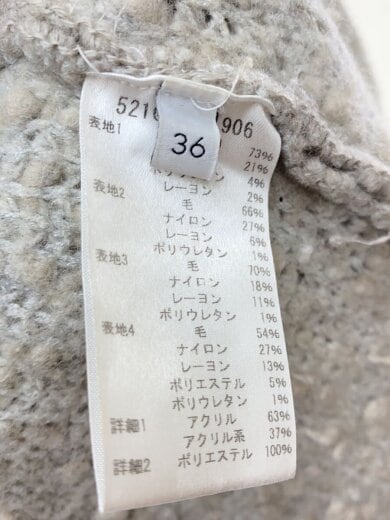 906
36
表地1 73%
21%
4%
レーヨン 2%
表地2 毛 66%
ナイロン 27%
レーヨン 6%
ポリウレタン 1%
表地3 毛 70%
ナイロン 18%
レーヨン 11%
ポリウレタン 1%
表地4 毛 54%
ナイロン 27%
レーヨン 13%
ポリエステル 5%
ポリウレタン 1%
詳細1 アクリル 63%
アクリル系 37%
詳細2 ポリエステル 100%